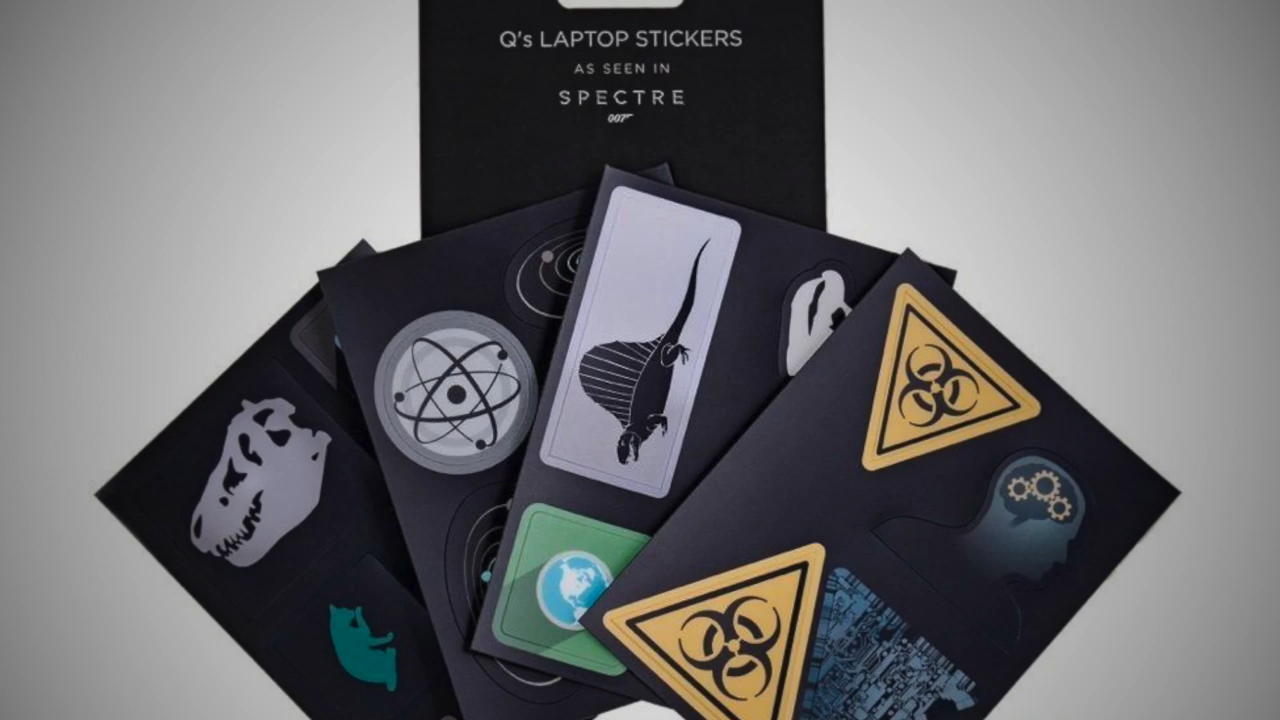 Q's LAPTOP STICKERS
AS SEEN IN
SPECTRE
007